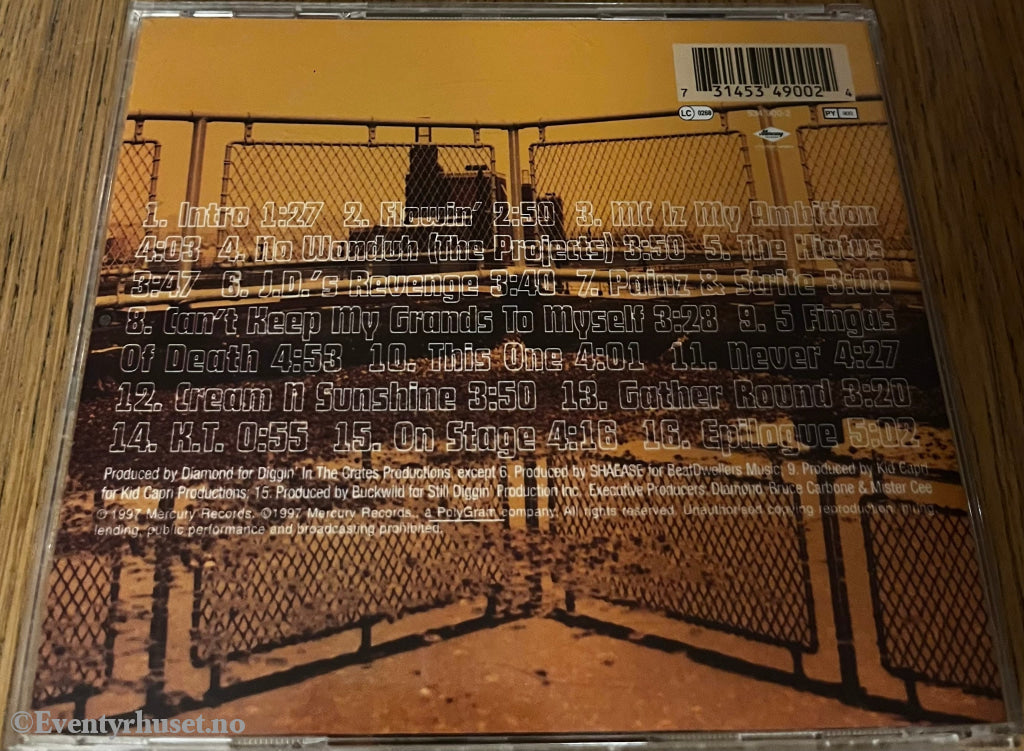 7 31453 49002 4
LC 0268
534 900-2
Mercury
PY 900
1. Intro 1:27 2. Flowin' 2:50 3. MC Iz My Ambition
4:03 4. No Wonduh (The Projects) 3:50 5. The Hiatus
3:47 6. J.D.'s Revenge 3:40 7. Painz & Strife 3:08
8. Can't Keep My Grands To Myself 3:28 9. 5 Fingas
Of Death 4:53 10. This One 4:01 11. Never 4:27
12. Cream N Sunshine 3:50 13. Gather Round 3:20
14. K.T. 0:55 15. On Stage 4:16 16. Epilogue 5:02
Produced by Diamond for Diggin' In The Crates Productions, except 6. Produced by SHAEASE for BeatDwellers Music; 9. Produced by Kid Capri
for Kid Capri Productions, 15. Produced by Buckwild for Still Diggin' Production Inc. Executive Producers: Diamond, Bruce Carbone & Mister Cee
℗ 1997 Mercury Records. ©1997 Mercury Records., a PolyGram company. All rights reserved. Unauthorised copying reproduction, hiring,
lending, public performance and broadcasting prohibited.
©Eventyrhuset.no